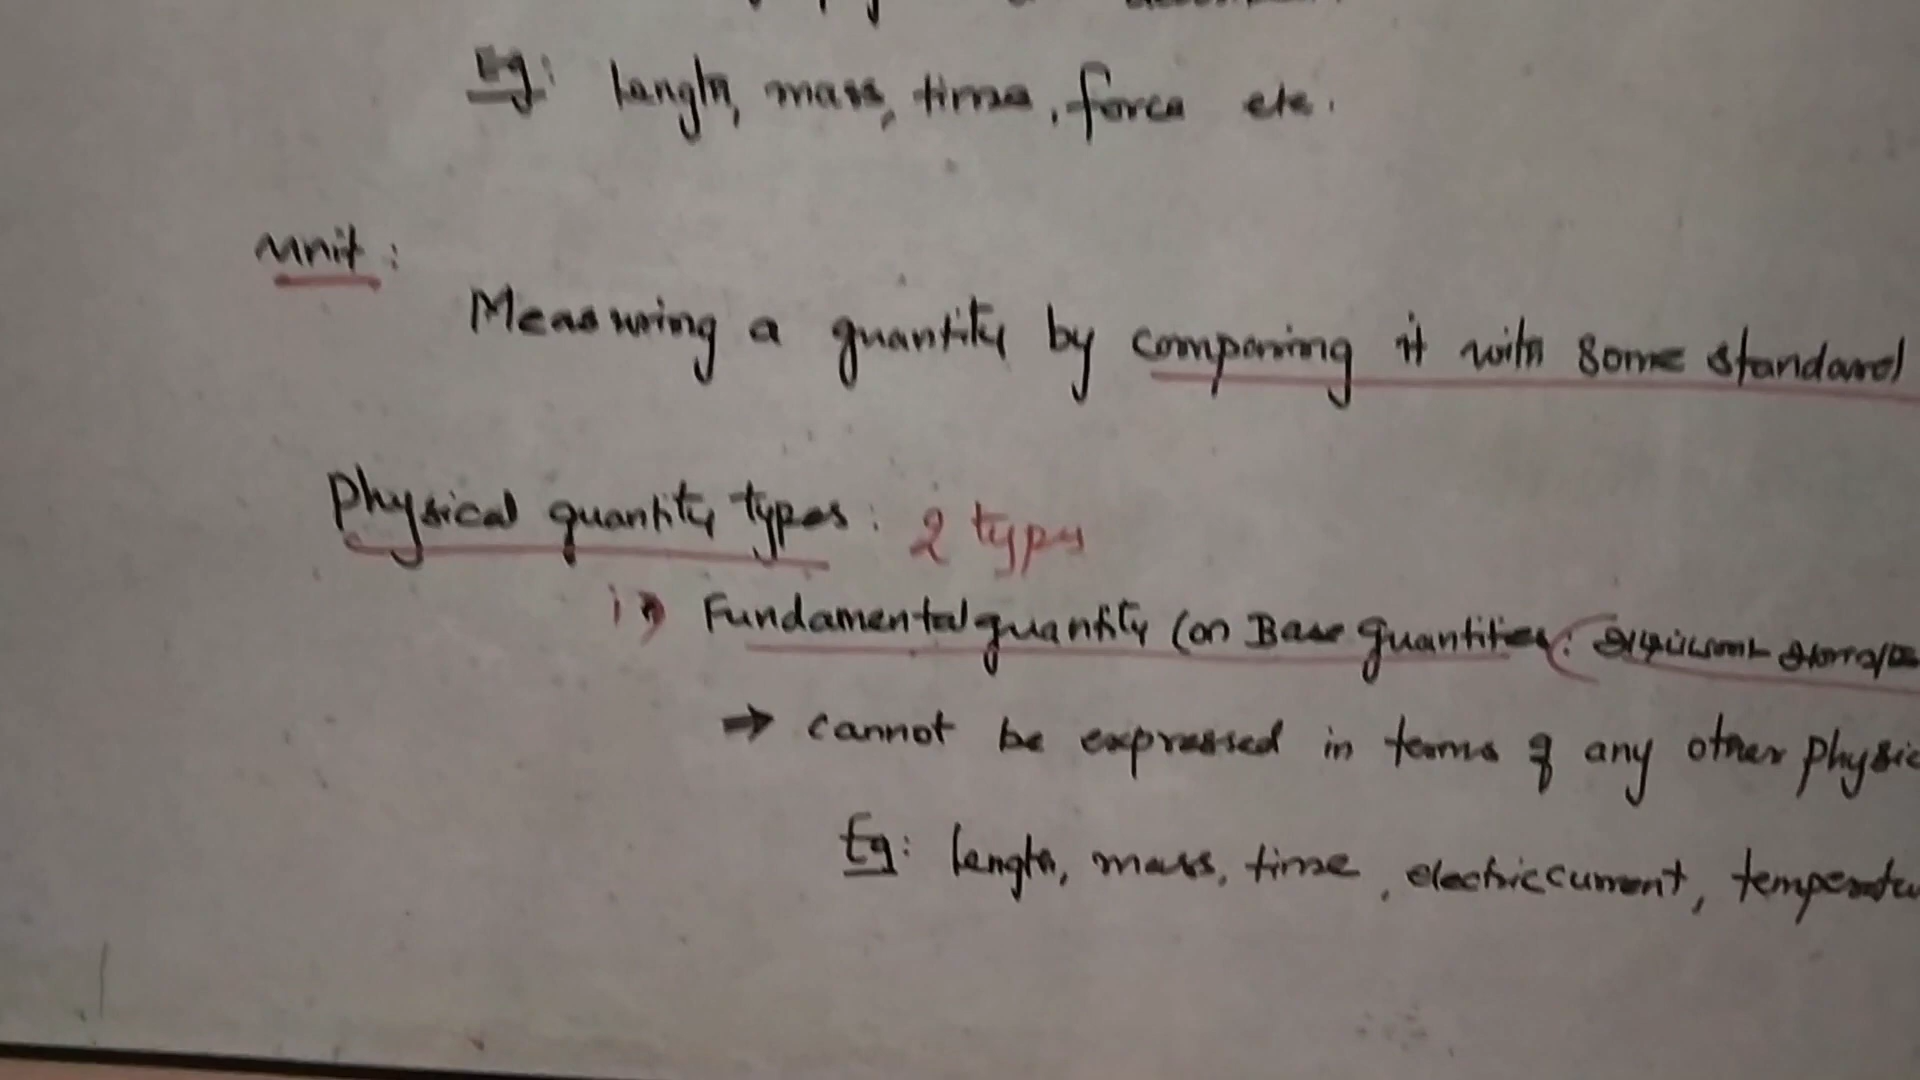 Eg: length, mass, time, force etc.
Unit:
Measuring a quantity by comparing it with some standard
Physical quantity types: 2 types
i) Fundamental quantity (or) Base quantities:
→ cannot be expressed in terms of any other physic
Eg: length, mass, time, electric current, temperatu